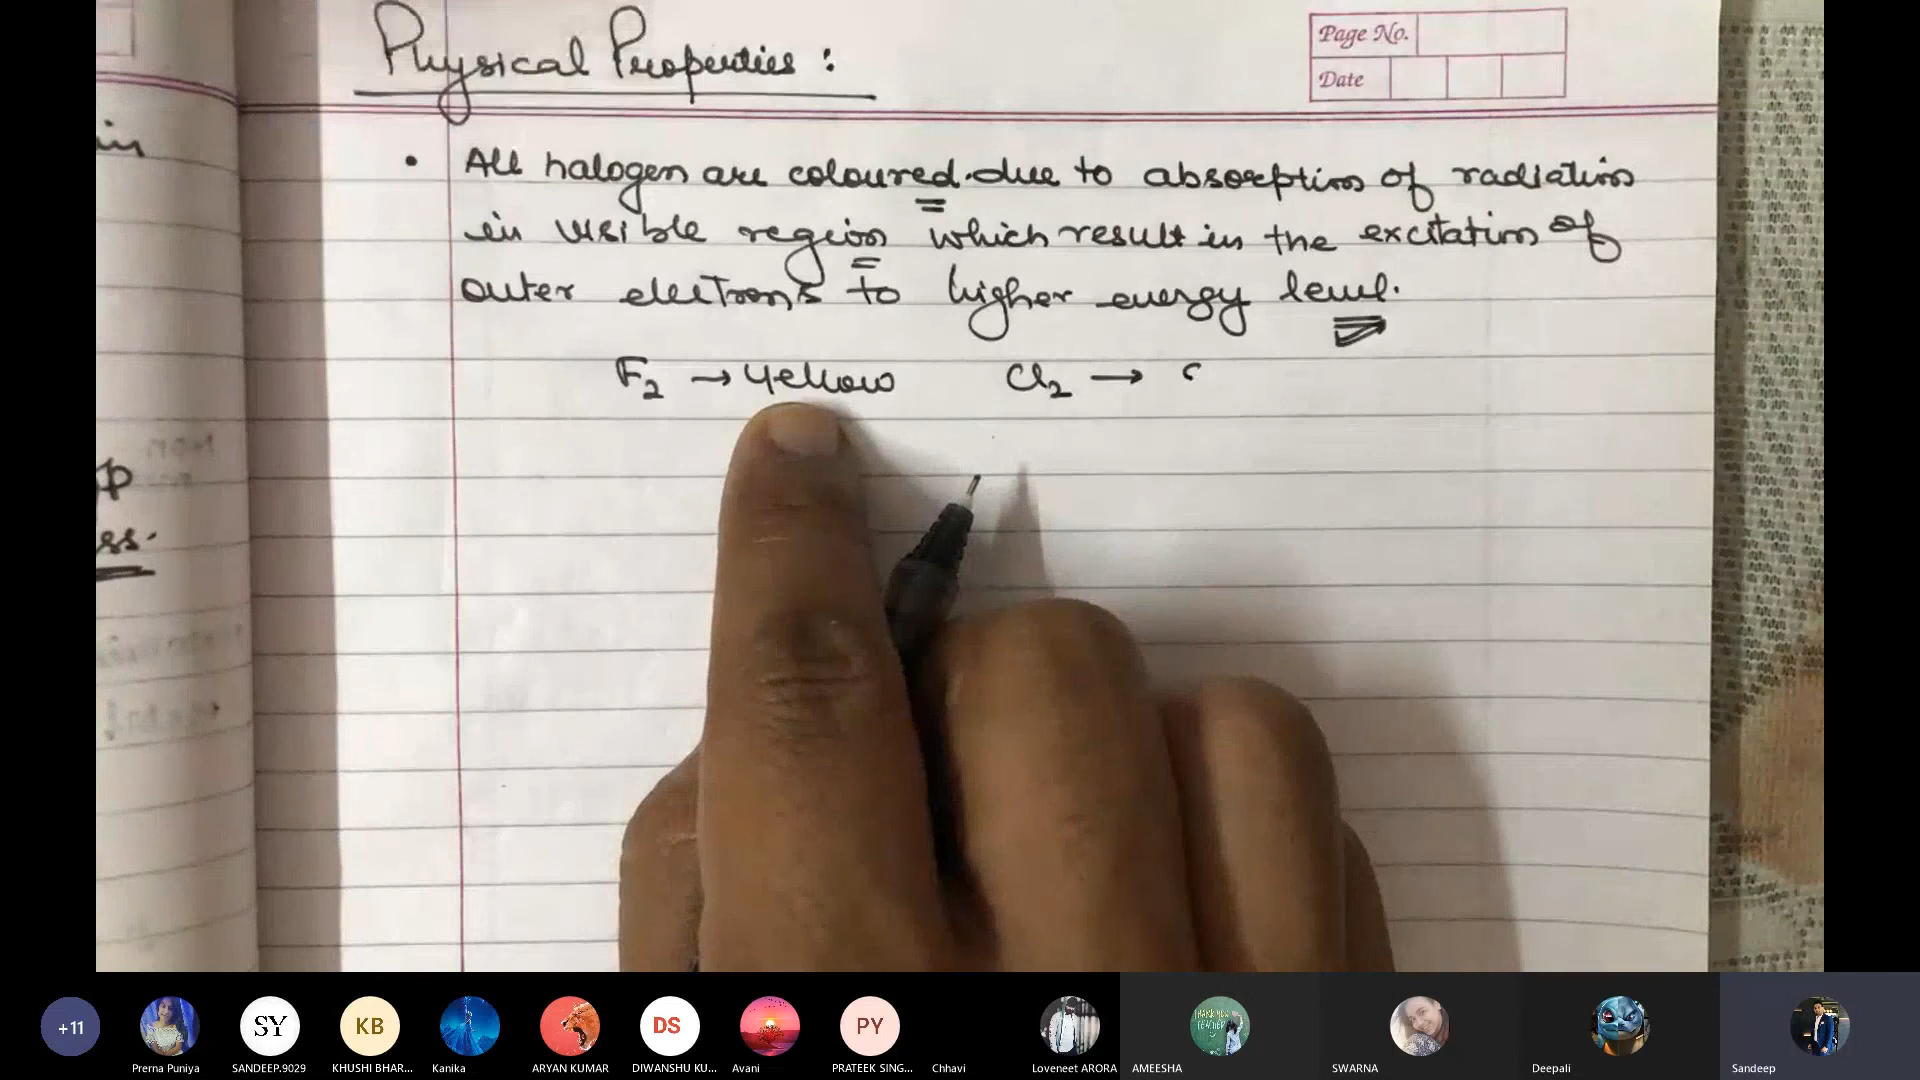 Physical Properties :
Page No.
Date
in
• All halogen are coloured due to absorption of radiation
in visible region which result in the excitation of
outer electrons to higher energy level.
F₂ → Yellow Cl₂ →
p
ss.
+11
SY
KB
DS
PY
Prerna Puniya
SANDEEP.9029
KHUSHI BHAR...
Kanika
ARYAN KUMAR
DIWANSHU KU...
Avani
PRATEEK SING...
Chhavi
Loveneet ARORA
AMEESHA
SWARNA
Deepali
Sandeep